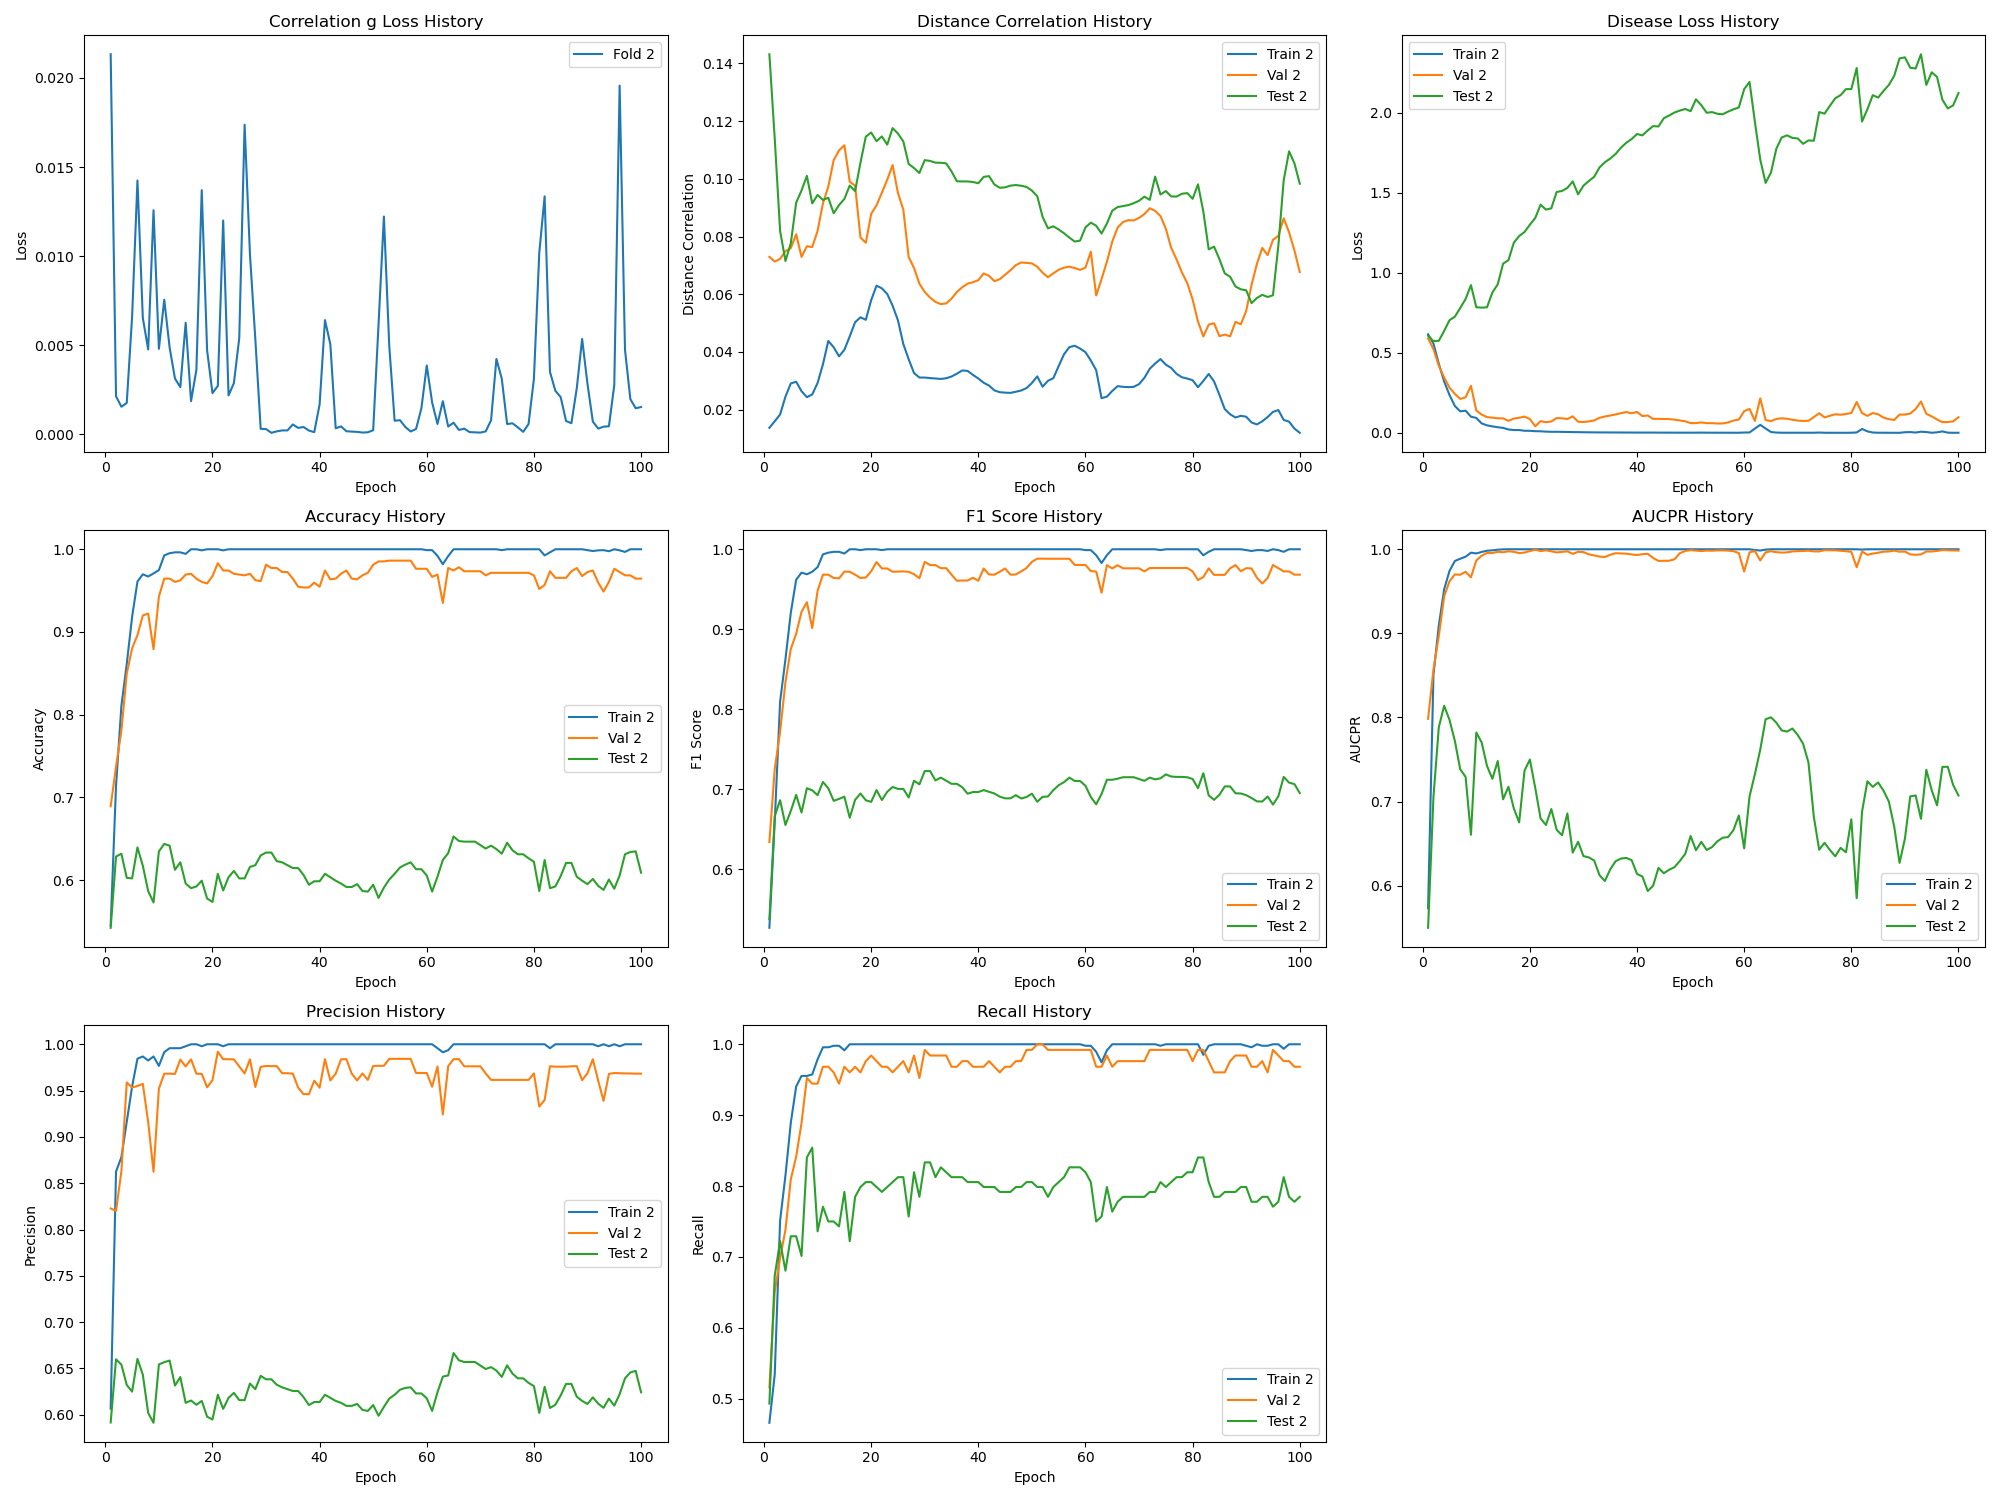 Correlation g Loss History
Loss
0.020
0.015
0.010
0.005
0.000
0 20 40 60 80 100
Epoch
Fold 2
Distance Correlation History
Distance Correlation
0.14
0.12
0.10
0.08
0.06
0.04
0.02
0 20 40 60 80 100
Epoch
Train 2
Val 2
Test 2
Disease Loss History
Loss
2.0
1.5
1.0
0.5
0.0
0 20 40 60 80 100
Epoch
Train 2
Val 2
Test 2
Accuracy History
Accuracy
1.0
0.9
0.8
0.7
0.6
0 20 40 60 80 100
Epoch
Train 2
Val 2
Test 2
F1 Score History
F1 Score
1.0
0.9
0.8
0.7
0.6
0 20 40 60 80 100
Epoch
Train 2
Val 2
Test 2
AUCPR History
AUCPR
1.0
0.9
0.8
0.7
0.6
0 20 40 60 80 100
Epoch
Train 2
Val 2
Test 2
Precision History
Precision
1.00
0.95
0.90
0.85
0.80
0.75
0.70
0.65
0.60
0 20 40 60 80 100
Epoch
Train 2
Val 2
Test 2
Recall History
Recall
1.0
0.9
0.8
0.7
0.6
0.5
0 20 40 60 80 100
Epoch
Train 2
Val 2
Test 2